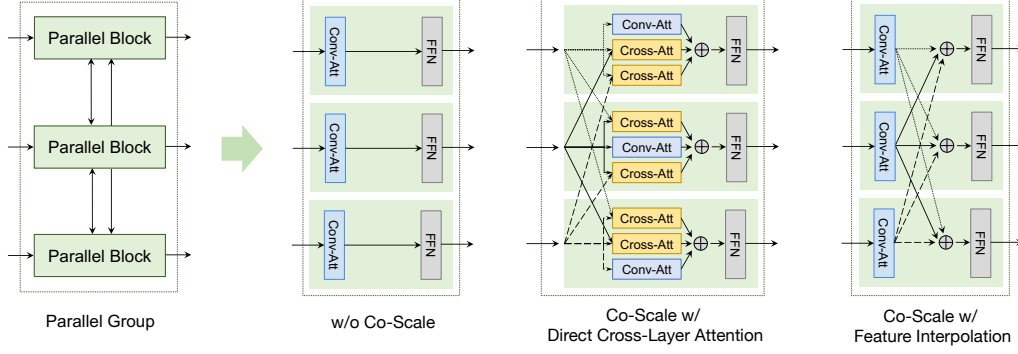 Parallel Block
Parallel Block
Parallel Block
Parallel Group
Conv-Att
FFN
Conv-Att
FFN
Conv-Att
FFN
w/o Co-Scale
Conv-Att
Cross-Att
Cross-Att
FFN
Cross-Att
Conv-Att
Cross-Att
FFN
Cross-Att
Cross-Att
Conv-Att
FFN
Co-Scale w/
Direct Cross-Layer Attention
Conv-Att
FFN
Conv-Att
FFN
Conv-Att
FFN
Co-Scale w/
Feature Interpolation